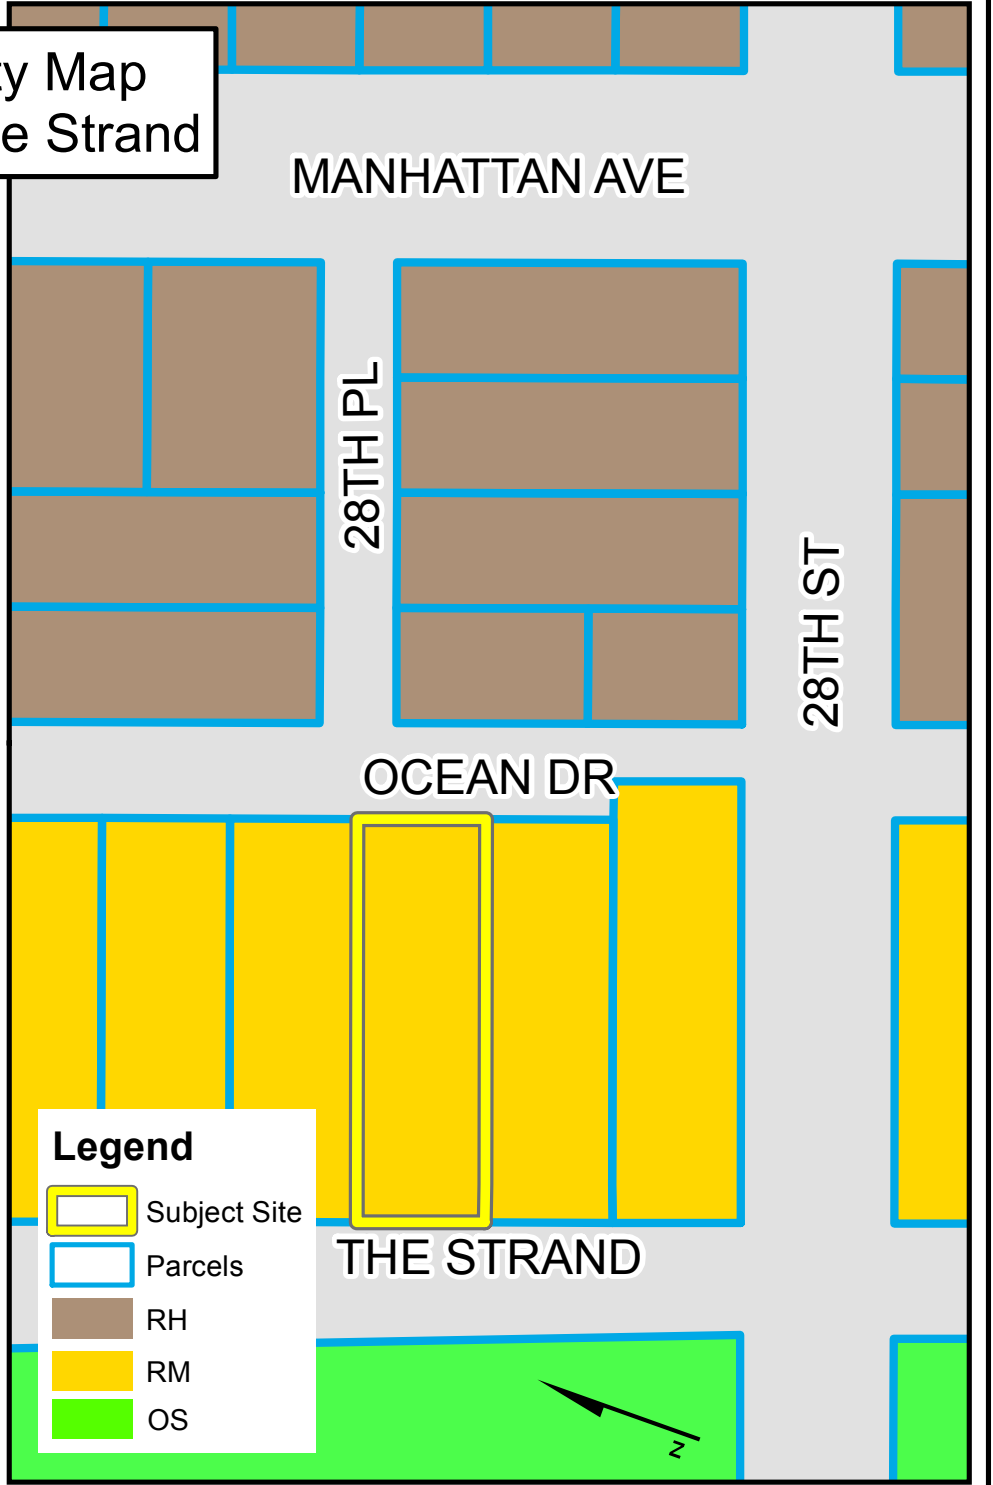 ty Map
e Strand
MANHATTAN AVE
28TH PL
28TH ST
OCEAN DR
THE STRAND
Legend
Subject Site
Parcels
RH
RM
OS
N